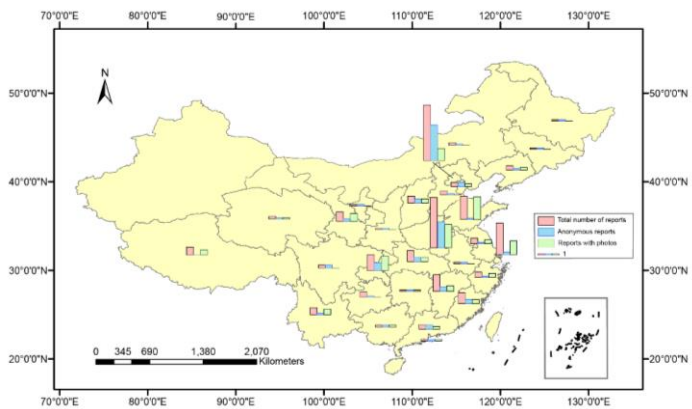 70°0'0"E 80°0'0"E 90°0'0"E 100°0'0"E 110°0'0"E 120°0'0"E 130°0'0"E
N
50°0'0"N 50°0'0"N
40°0'0"N 40°0'0"N
Total number of reports
Anonymous reports
Reports with photos
1
30°0'0"N 30°0'0"N
0 345 690 1,380 2,070
Kilometers
20°0'0"N 20°0'0"N
70°0'0"E 80°0'0"E 90°0'0"E 100°0'0"E 110°0'0"E 120°0'0"E 130°0'0"E